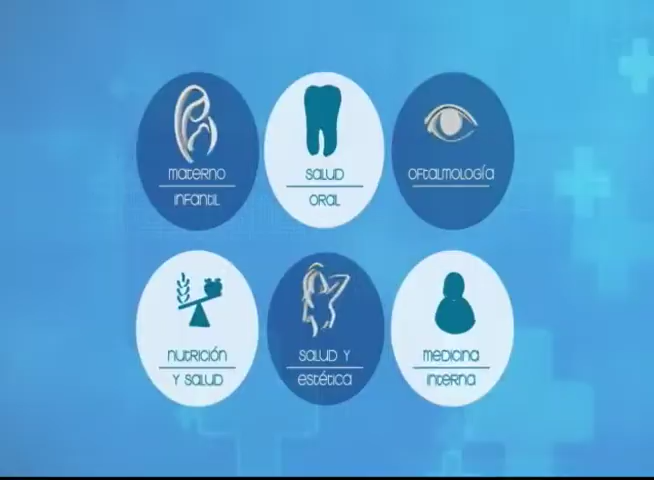 materno
infantil
salud
oral
oftalmología
nutrición
y salud
salud y
estética
medicina
interna